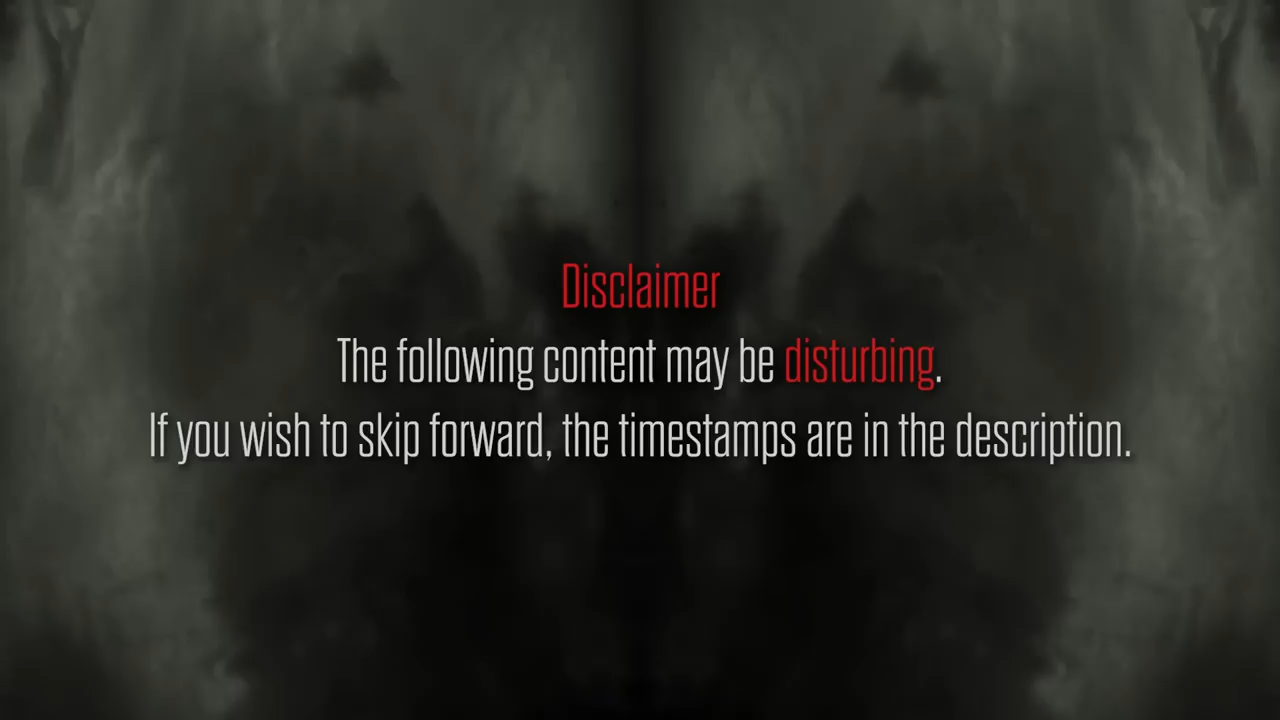 Disclaimer
The following content may be disturbing.
If you wish to skip forward, the timestamps are in the description.